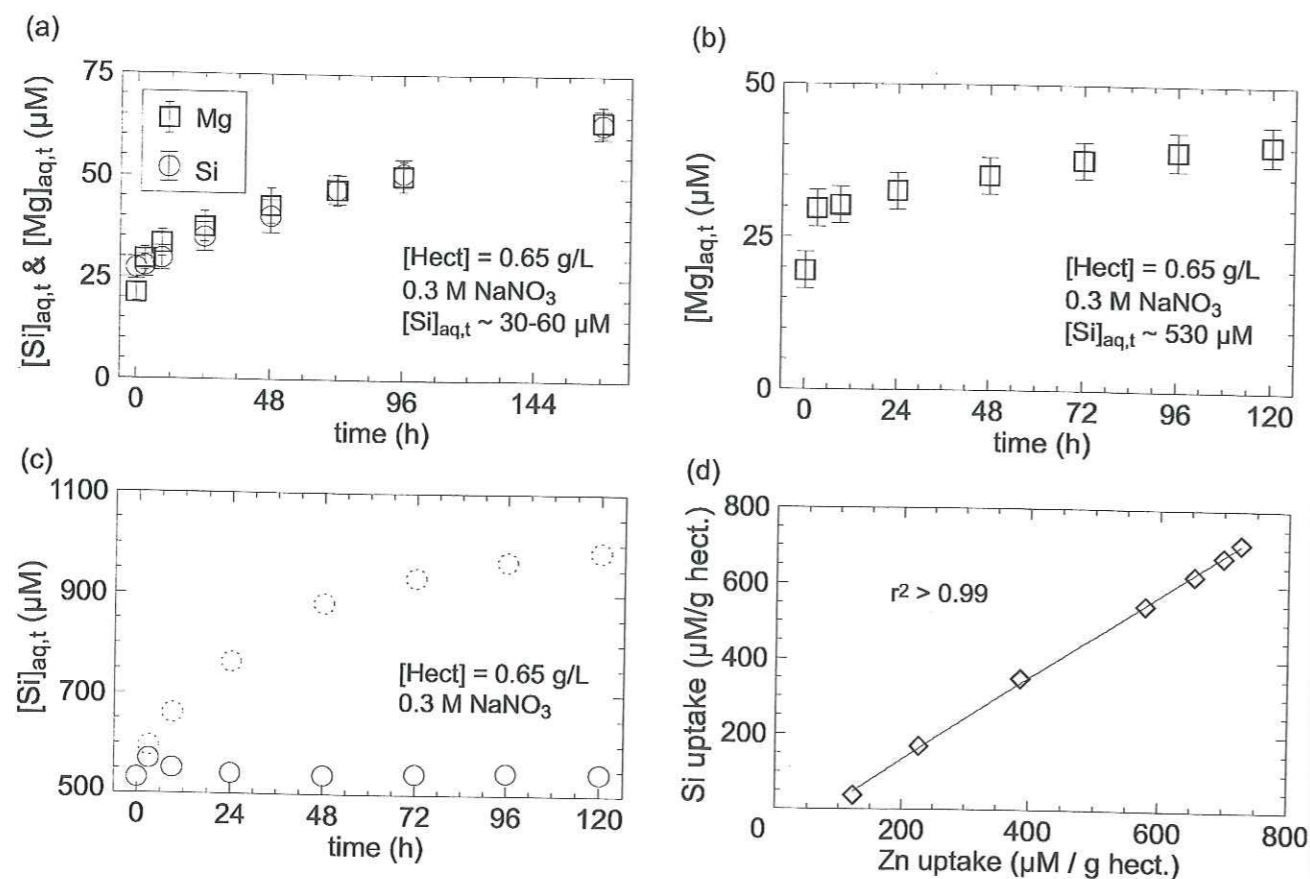 (a)
[Si]aq,t & [Mg]aq,t (μM)
75
50
25
0
Mg
Si
[Hect] = 0.65 g/L
0.3 M NaNO3
[Si]aq,t ~ 30-60 μM
0 48 96 144
time (h)
(b)
[Mg]aq,t (μM)
50
25
0
[Hect] = 0.65 g/L
0.3 M NaNO3
[Si]aq,t ~ 530 μM
0 24 48 72 96 120
time (h)
(c)
[Si]aq,t (μM)
1100
900
700
500
[Hect] = 0.65 g/L
0.3 M NaNO3
0 24 48 72 96 120
time (h)
(d)
Si uptake (μM/g hect.)
800
600
400
200
r2 > 0.99
0 200 400 600 800
Zn uptake (μM / g hect.)